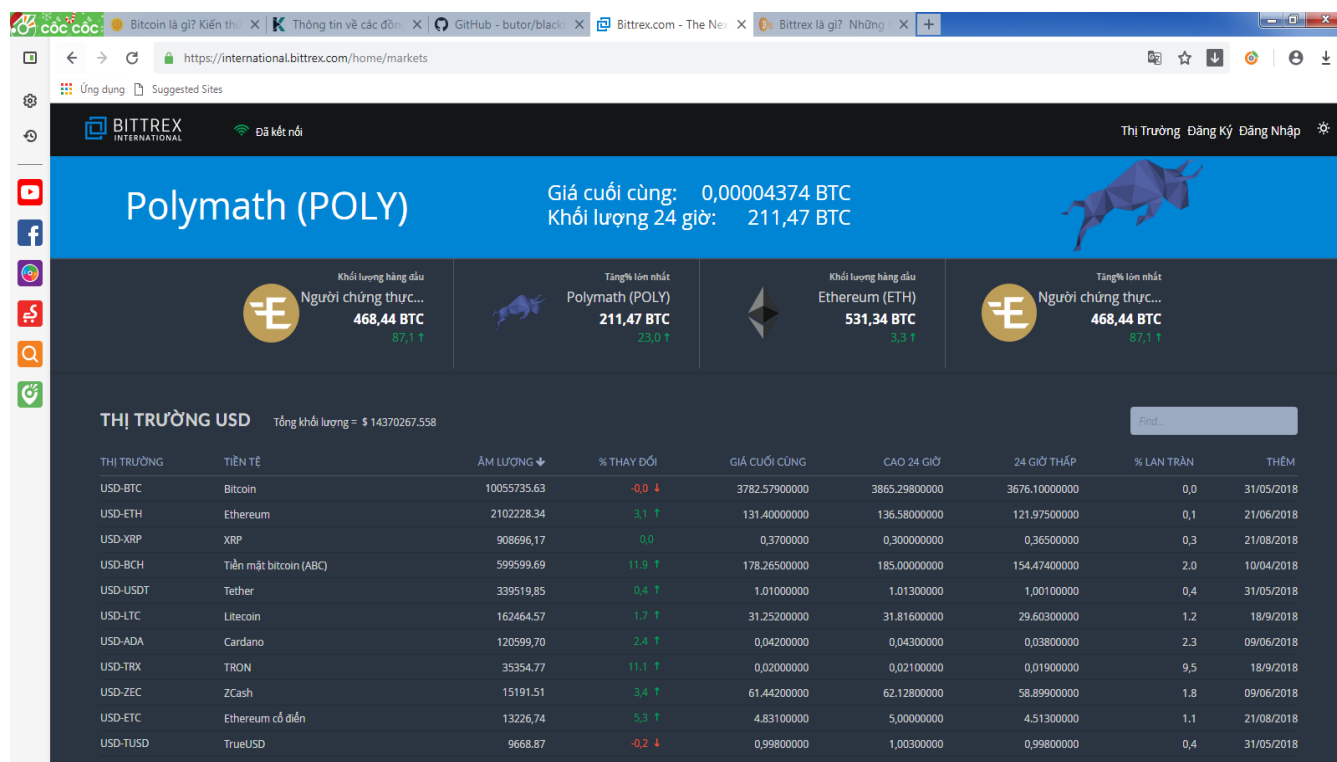 cốc cốc Bitcoin là gì? Kiến thứ Thông tin về các đồn GitHub - butor/black Bittrex.com - The Nex Bittrex là gì? Những
https://international.bittrex.com/home/markets
Ứng dụng Suggested Sites
BITTREX
INTERNATIONAL
Đã kết nối
Thị Trường Đăng Ký Đăng Nhập
Polymath (POLY)
Giá cuối cùng: 0,00004374 BTC
Khối lượng 24 giờ: 211,47 BTC
Khối lượng hàng đầu
Người chứng thực...
468,44 BTC
87,1 ↑
Tăng% lớn nhất
Polymath (POLY)
211,47 BTC
23,0 ↑
Khối lượng hàng đầu
Ethereum (ETH)
531,34 BTC
3,3 ↑
Tăng% lớn nhất
Người chứng thực...
468,44 BTC
87,1 ↑
THỊ TRƯỜNG USD Tổng khối lượng = $ 14370267.558
Find...
THỊ TRƯỜNG TIỀN TỆ ÂM LƯỢNG % THAY ĐỔI GIÁ CUỐI CÙNG CAO 24 GIỜ 24 GIỜ THẤP % LAN TRÀN THÊM
USD-BTC Bitcoin 10055735.63 -0,0 ↓ 3782.57900000 3865.29800000 3676.10000000 0,0 31/05/2018
USD-ETH Ethereum 2102228.34 3,1 ↑ 131.40000000 136.58000000 121.97500000 0,1 21/06/2018
USD-XRP XRP 908696,17 0,0 0,3700000 0,300000000 0,36500000 0,3 21/08/2018
USD-BCH Tiền mặt bitcoin (ABC) 599599.69 11.9 ↑ 178.26500000 185.00000000 154.47400000 2.0 10/04/2018
USD-USDT Tether 339519,85 0,4 ↑ 1.01000000 1.01300000 1,00100000 0,4 31/05/2018
USD-LTC Litecoin 162464.57 1.7 ↑ 31.25200000 31.81600000 29.60300000 1.2 18/9/2018
USD-ADA Cardano 120599,70 2.4 ↑ 0,04200000 0,04300000 0,03800000 2.3 09/06/2018
USD-TRX TRON 35354.77 11.1 ↑ 0,02000000 0,02100000 0,01900000 9,5 18/9/2018
USD-ZEC ZCash 15191.51 3,4 ↑ 61.44200000 62.12800000 58.89900000 1.8 09/06/2018
USD-ETC Ethereum cổ điển 13226,74 5,3 ↑ 4.83100000 5,00000000 4.51300000 1.1 21/08/2018
USD-TUSD TrueUSD 9668.87 -0,2 ↓ 0,99800000 1,00300000 0,99800000 0,4 31/05/2018